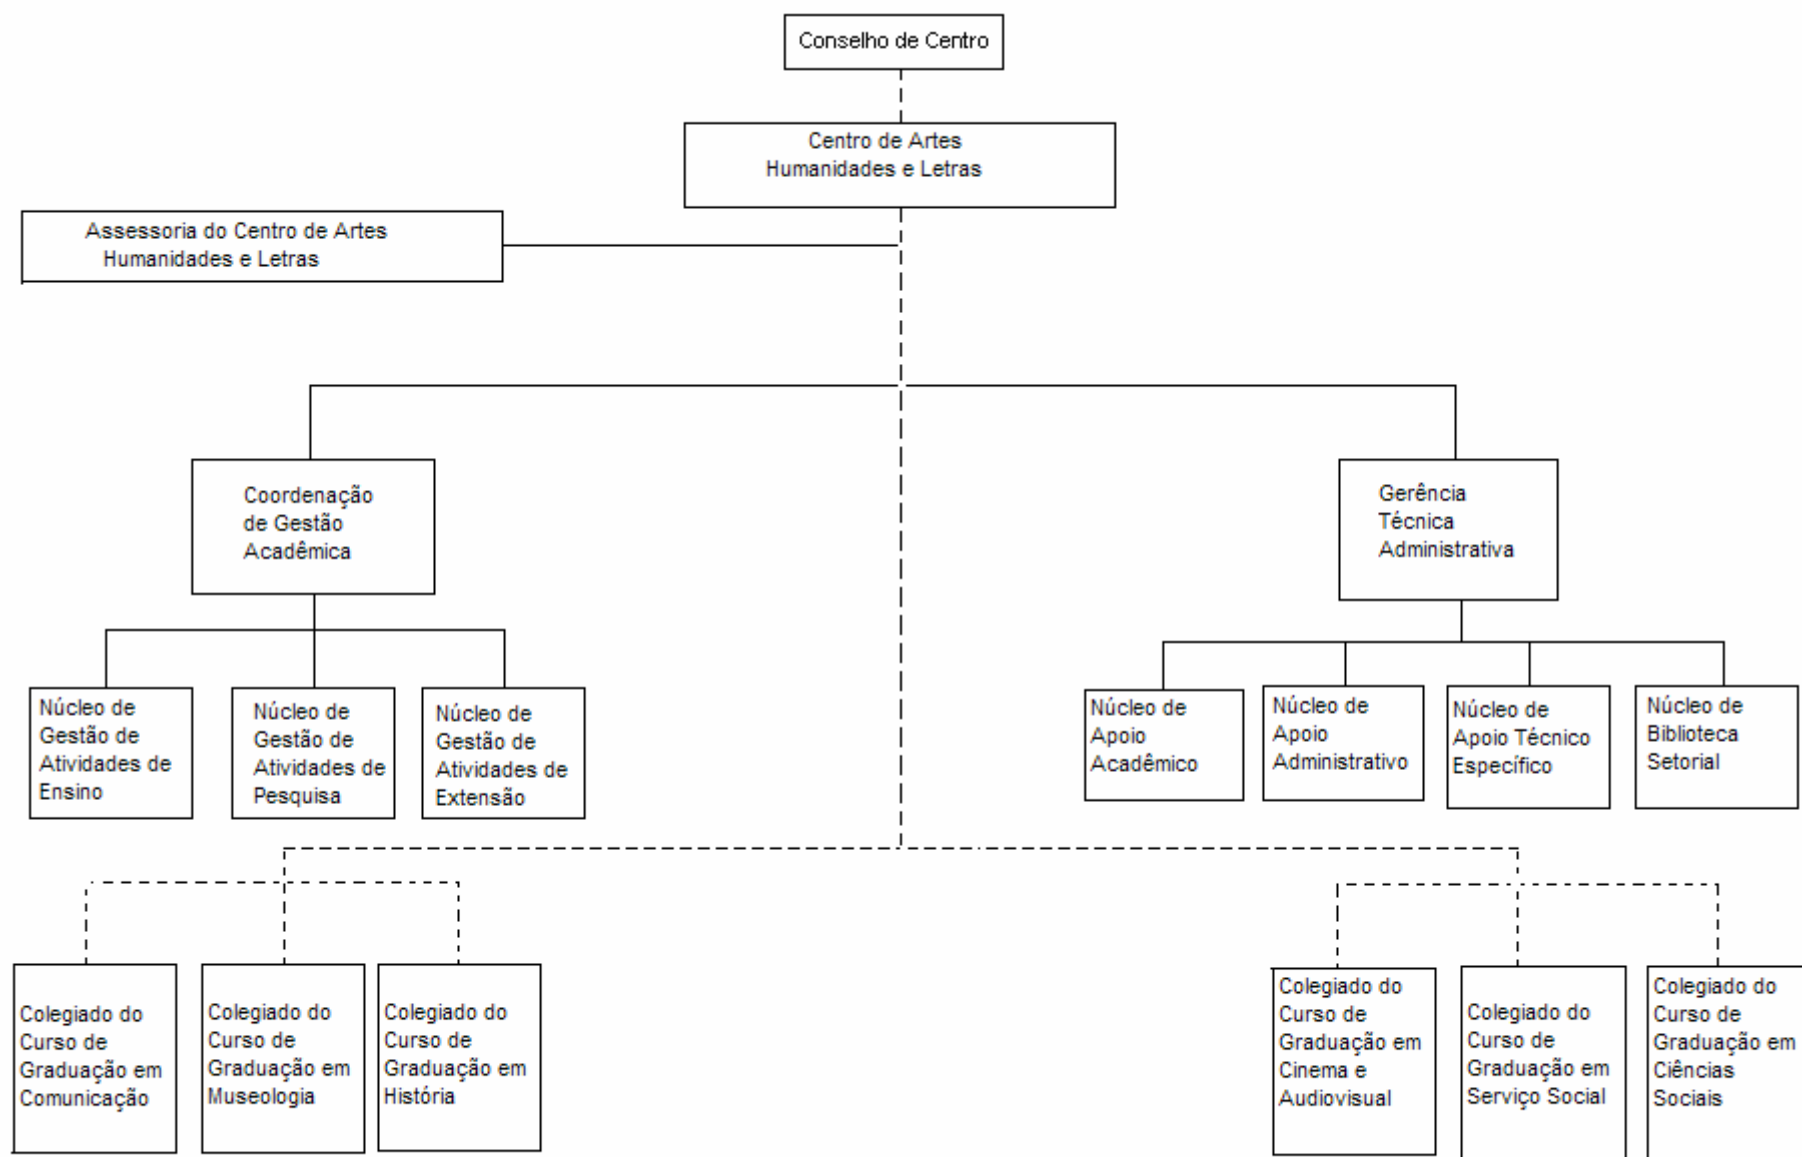 Conselho de Centro
Centro de Artes
Humanidades e Letras
Assessoria do Centro de Artes
Humanidades e Letras
Coordenação
de Gestão
Acadêmica
Gerência
Técnica
Administrativa
Núcleo de
Gestão de
Atividades de
Ensino
Núcleo de
Gestão de
Atividades de
Pesquisa
Núcleo de
Gestão de
Atividades de
Extensão
Núcleo de
Apoio
Acadêmico
Núcleo de
Apoio
Administrativo
Núcleo de
Apoio Técnico
Específico
Núcleo de
Biblioteca
Setorial
Colegiado do
Curso de
Graduação em
Comunicação
Colegiado do
Curso de
Graduação em
Museologia
Colegiado do
Curso de
Graduação em
História
Colegiado do
Curso de
Graduação em
Cinema e
Audiovisual
Colegiado do
Curso de
Graduação em
Serviço Social
Colegiado do
Curso de
Graduação em
Ciências
Sociais